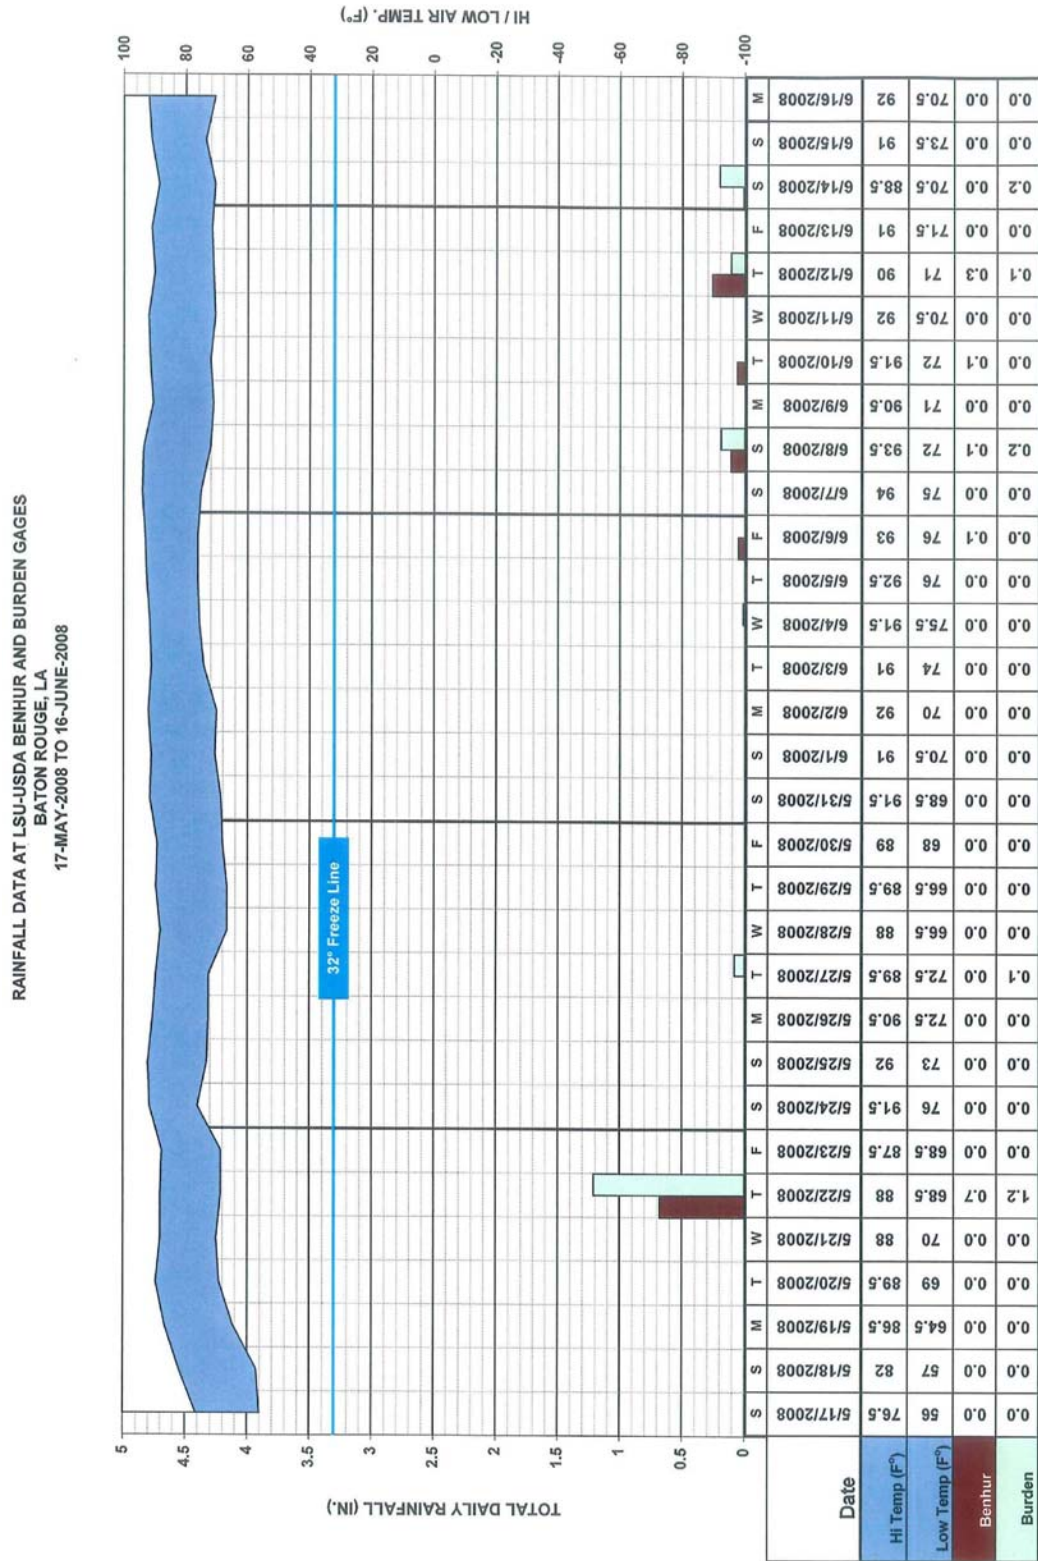 RAINFALL DATA AT LSU-USDA BENHUR AND BURDEN GAGES
BATON ROUGE, LA
17-MAY-2008 TO 16-JUNE-2008
TOTAL DAILY RAINFALL (IN.)
5
4.5
4
3.5
3
2.5
2
1.5
1
0.5
0
32° Freeze Line
HI / LOW AIR TEMP. (F°)
100
80
60
40
20
0
-20
-40
-60
-80
-100
S S M T W T F S S M T W T F S S M T W T F S S M T W T F S S M
Date 5/17/2008 5/18/2008 5/19/2008 5/20/2008 5/21/2008 5/22/2008 5/23/2008 5/24/2008 5/25/2008 5/26/2008 5/27/2008 5/28/2008 5/29/2008 5/30/2008 5/31/2008 6/1/2008 6/2/2008 6/3/2008 6/4/2008 6/5/2008 6/6/2008 6/7/2008 6/8/2008 6/9/2008 6/10/2008 6/11/2008 6/12/2008 6/13/2008 6/14/2008 6/15/2008 6/16/2008
Hi Temp (F°) 76.5 82 86.5 89.5 88 88 87.5 91.5 92 90.5 89.5 88 89.5 89 91.5 91 92 91 91.5 92.5 93 94 93.5 90.5 91.5 92 90 91 88.5 91 92
Low Temp (F°) 56 57 64.5 69 70 68.5 68.5 76 73 72.5 72.5 66.5 66.5 68 68.5 70.5 70 74 75.5 76 76 75 72 71 72 70.5 71 71.5 70.5 73.5 70.5
Benhur 0.0 0.0 0.0 0.0 0.0 0.7 0.0 0.0 0.0 0.0 0.0 0.0 0.0 0.0 0.0 0.0 0.0 0.0 0.0 0.0 0.1 0.0 0.1 0.0 0.1 0.0 0.3 0.0 0.0 0.0 0.0
Burden 0.0 0.0 0.0 0.0 0.0 1.2 0.0 0.0 0.0 0.0 0.1 0.0 0.0 0.0 0.0 0.0 0.0 0.0 0.0 0.0 0.0 0.0 0.2 0.0 0.0 0.0 0.1 0.0 0.2 0.0 0.0